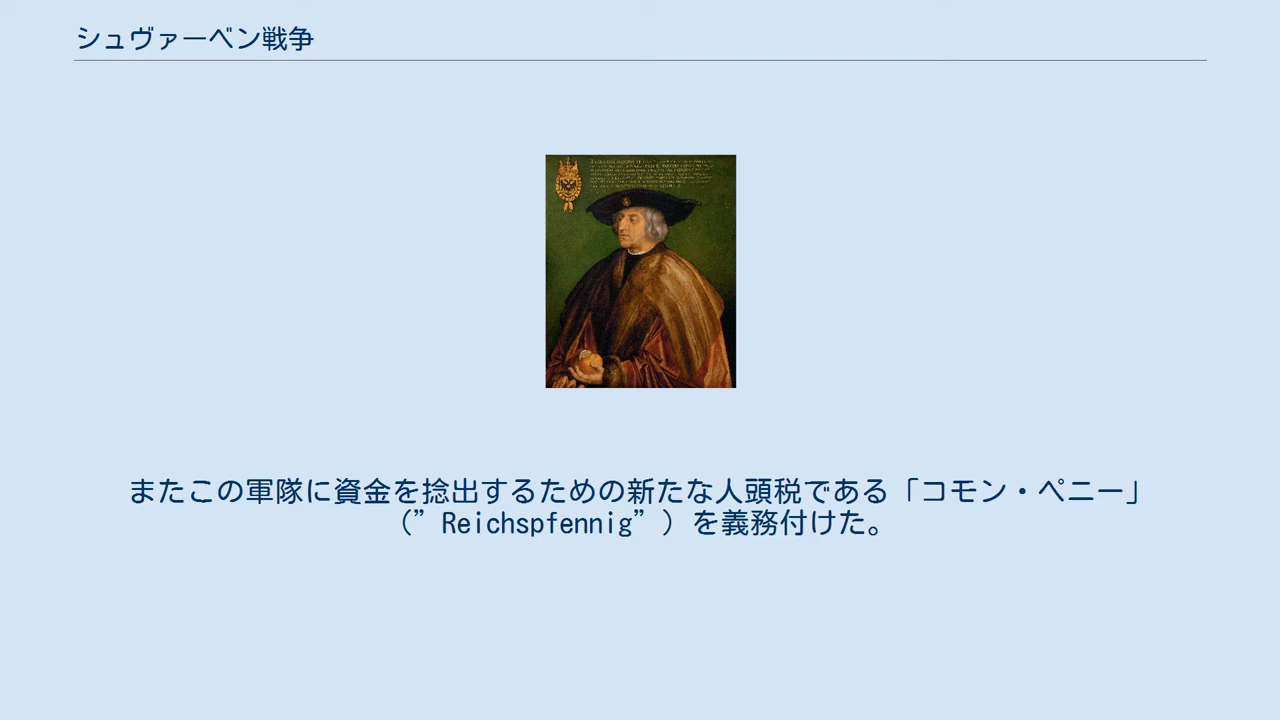 シュヴァーベン戦争
またこの軍隊に資金を捻出するための新たな人頭税である「コモン・ペニー」
（”Reichspfennig”）を義務付けた。